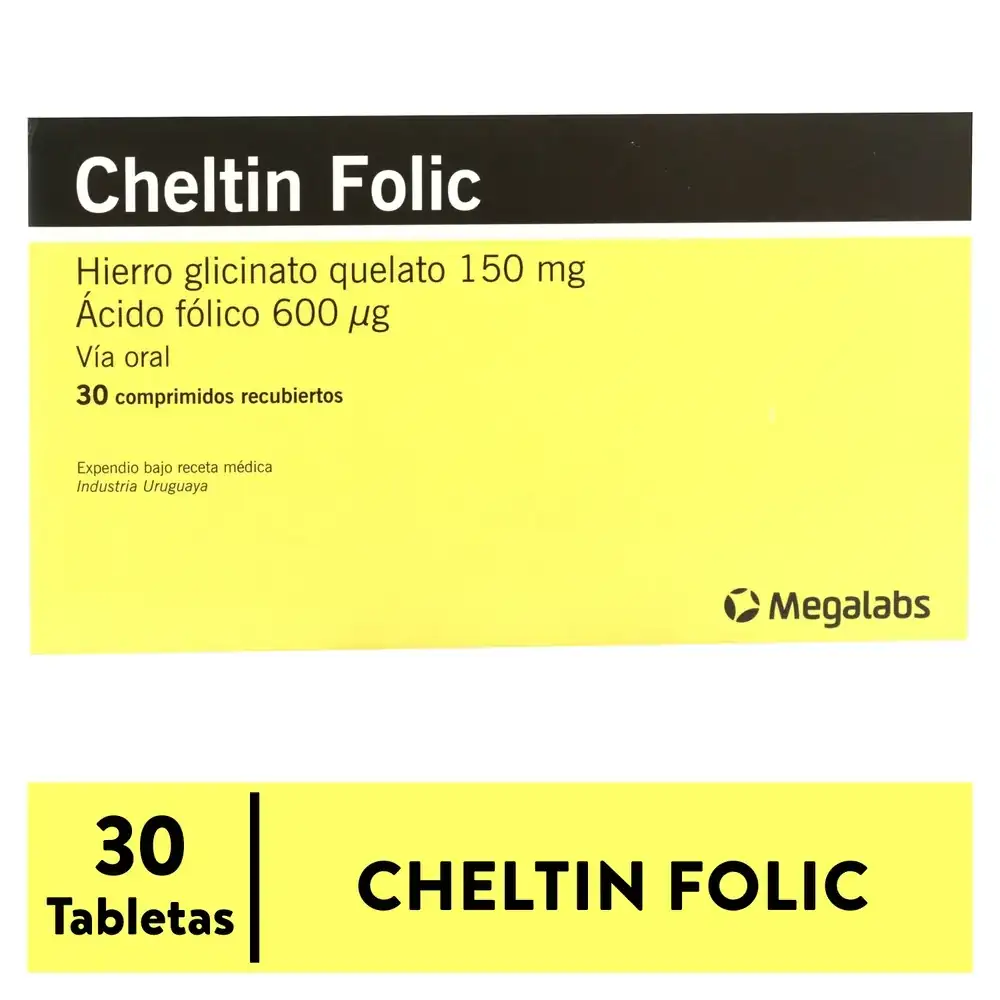 Cheltin Folic
Hierro glicinato quelato 150 mg
Ácido fólico 600 µg
Vía oral
30 comprimidos recubiertos
Expendio bajo receta médica
Industria Uruguaya
Megalabs
30
Tabletas
CHELTIN FOLIC